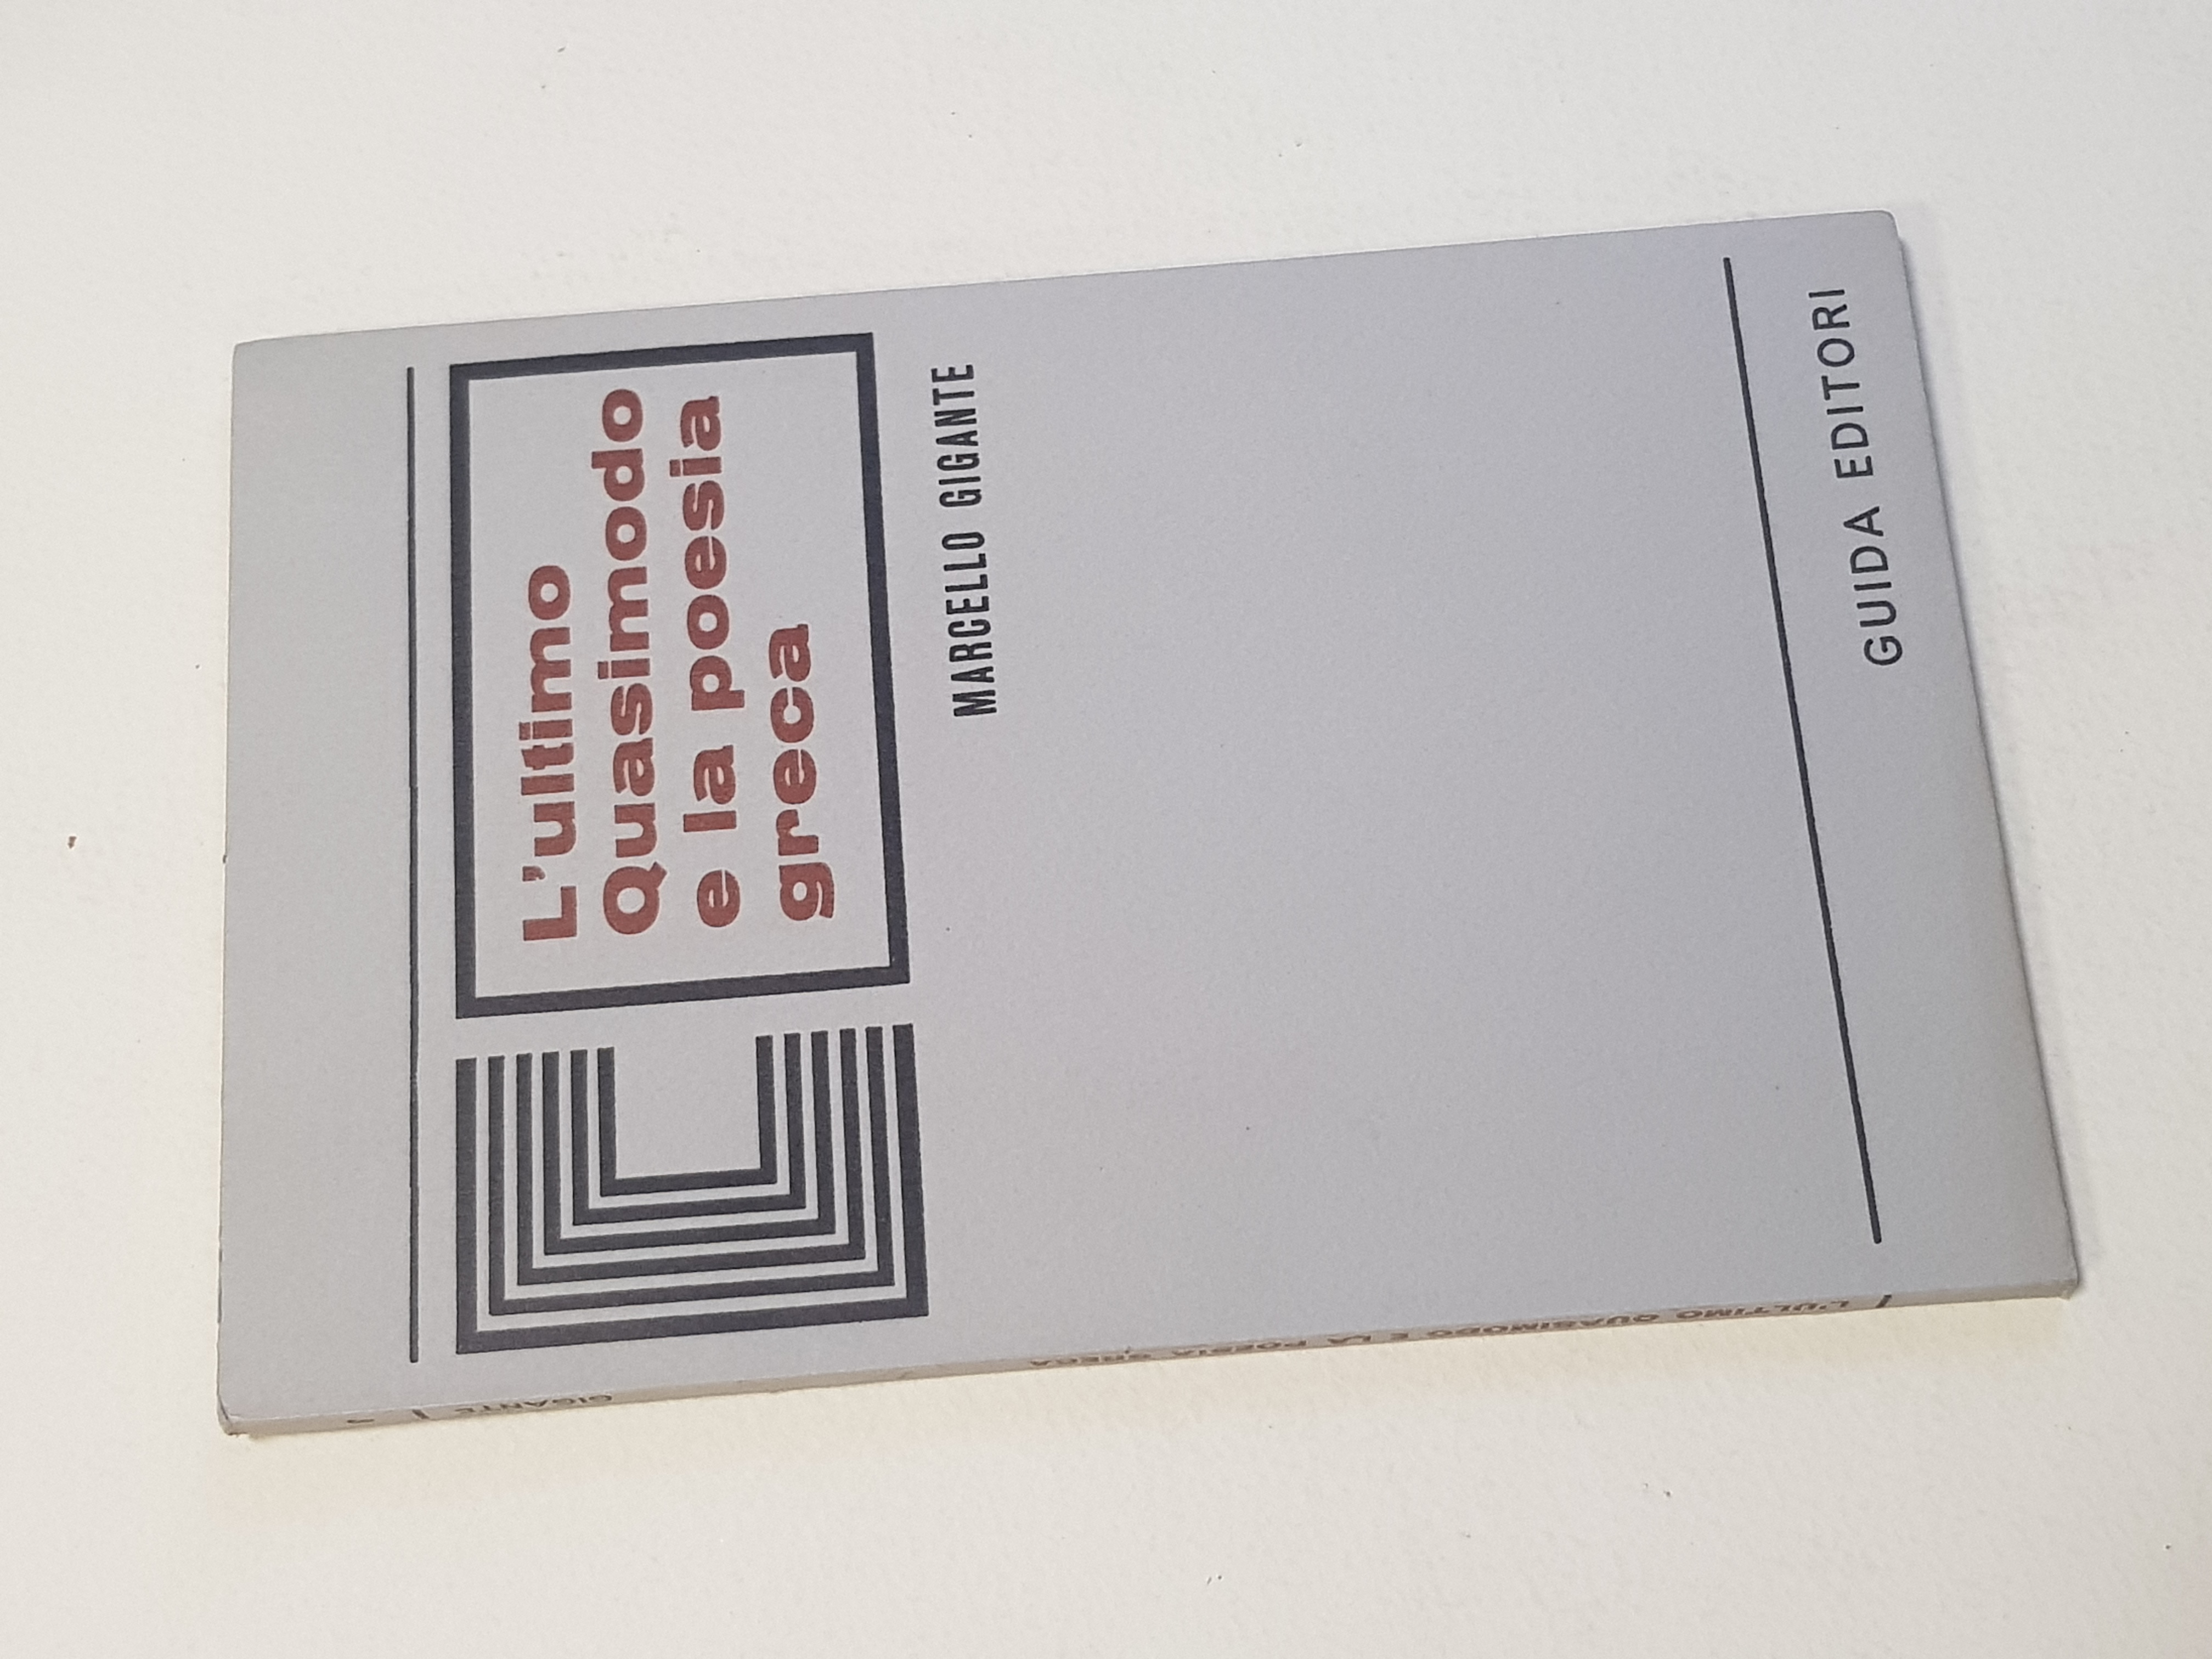 L'ultimo
Quasimodo
e la poesia
greca
MARCELLO GIGANTE
GUIDA EDITORI
GIGANTE
L'ULTIMO QUASIMODO E LA POESIA GRECA